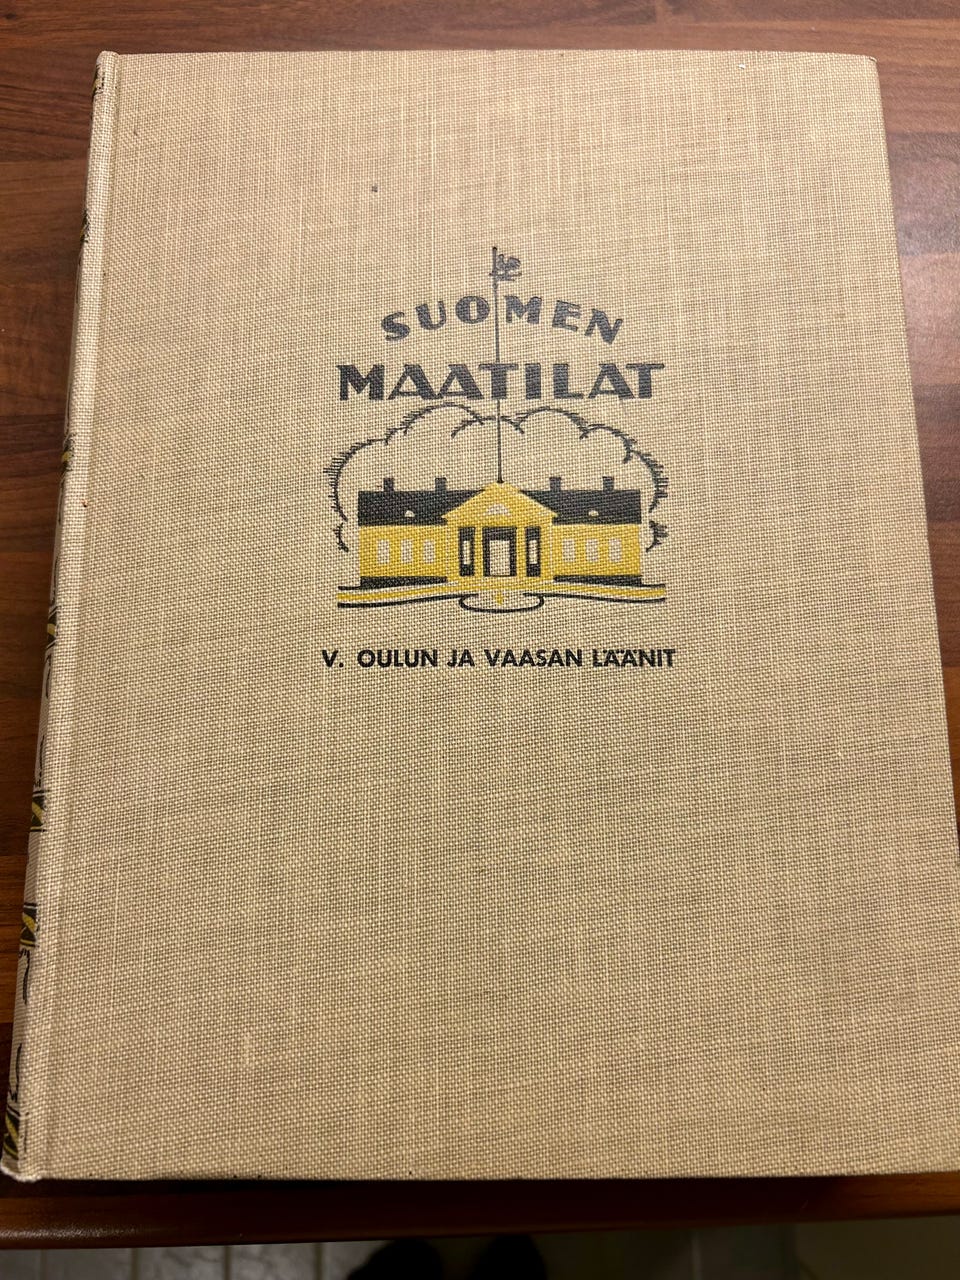 SUOMEN
MAATILAT
V. OULUN JA VAASAN LÄÄNIT